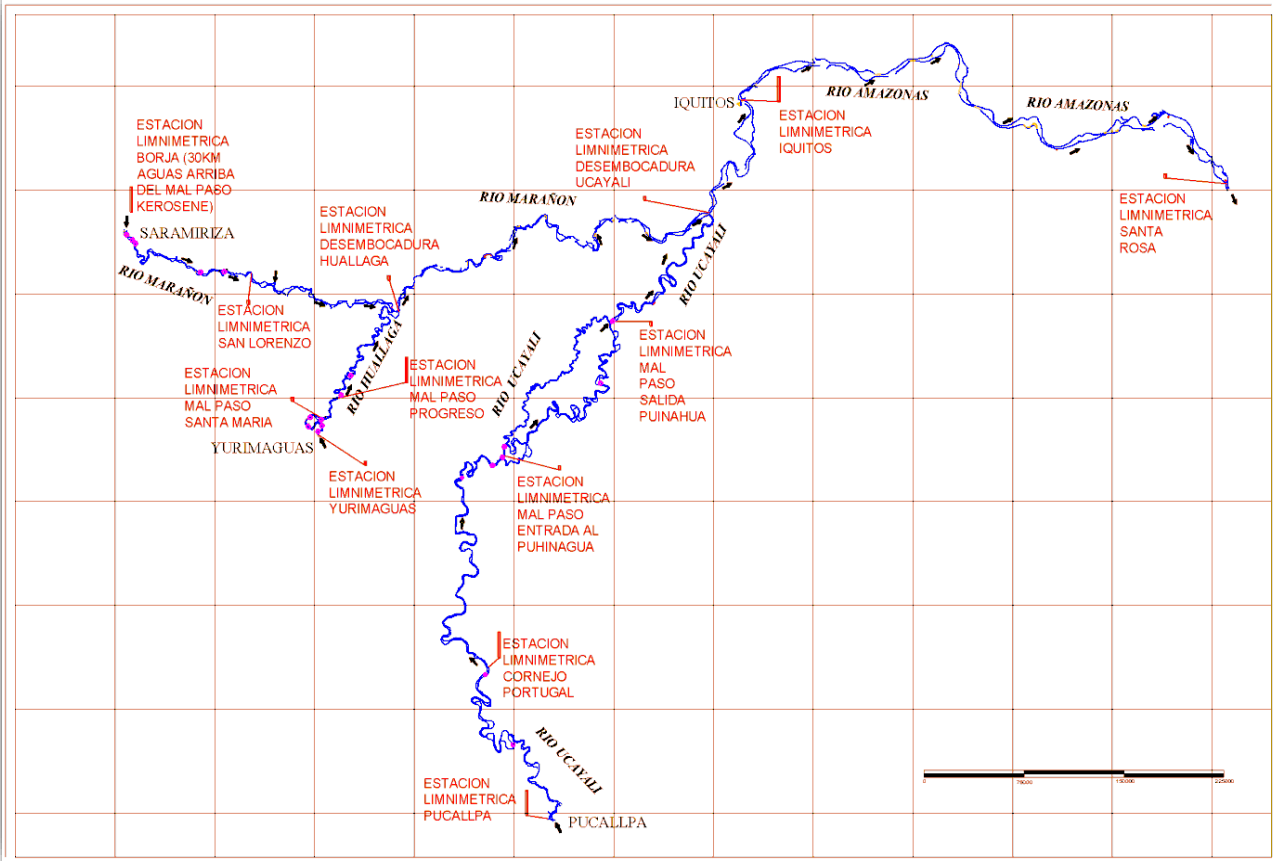 IQUITOS
RIO AMAZONAS
RIO AMAZONAS
ESTACION
LIMNIMETRICA
IQUITOS
ESTACION
LIMNIMETRICA
BORJA (30KM
AGUAS ARRIBA
DEL MAL PASO
KEROSENE)
ESTACION
LIMNIMETRICA
DESEMBOCADURA
UCAYALI
SARAMIRIZA
RIO MARAÑON
ESTACION
LIMNIMETRICA
DESEMBOCADURA
HUALLAGA
RIO MARAÑON
ESTACION
LIMNIMETRICA
SANTA
ROSA
RIO UCAYALI
ESTACION
LIMNIMETRICA
SAN LORENZO
RIO HUALLAGA
ESTACION
LIMNIMETRICA
MAL
PASO
SALIDA
PUINAHUA
RIO UCAYALI
ESTACION
LIMNIMETRICA
MAL PASO
SANTA MARIA
ESTACION
LIMNIMETRICA
MAL PASO
PROGRESO
YURIMAGUAS
ESTACION
LIMNIMETRICA
YURIMAGUAS
ESTACION
LIMNIMETRICA
MAL PASO
ENTRADA AL
PUHINAGUA
ESTACION
LIMNIMETRICA
CORNEJO
PORTUGAL
RIO UCAYALI
ESTACION
LIMNIMETRICA
PUCALLPA
PUCALLPA
0 75000 150000 225000